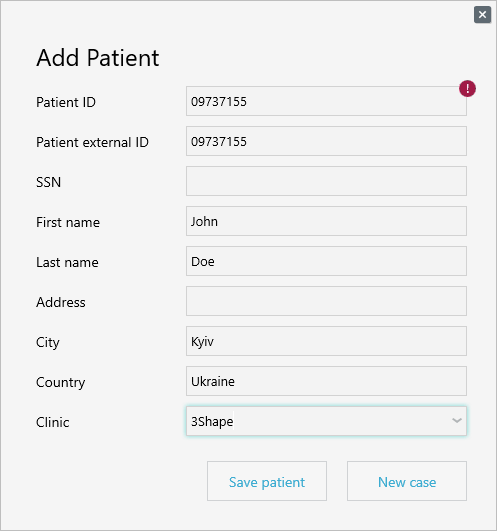 Add Patient
Patient ID 09737155
Patient external ID 09737155
SSN
First name John
Last name Doe
Address
City Kyiv
Country Ukraine
Clinic 3Shape
Save patient New case